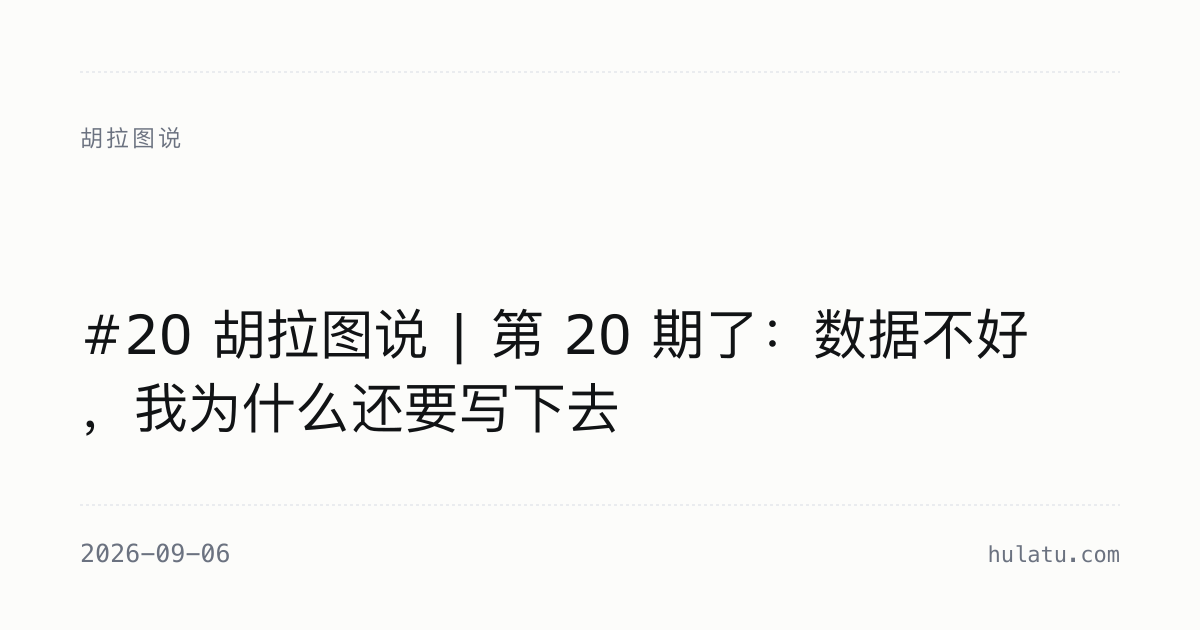 胡拉图说
#20 胡拉图说 | 第 20 期了：数据不好
，我为什么还要写下去
2026-09-06
hulatu.com